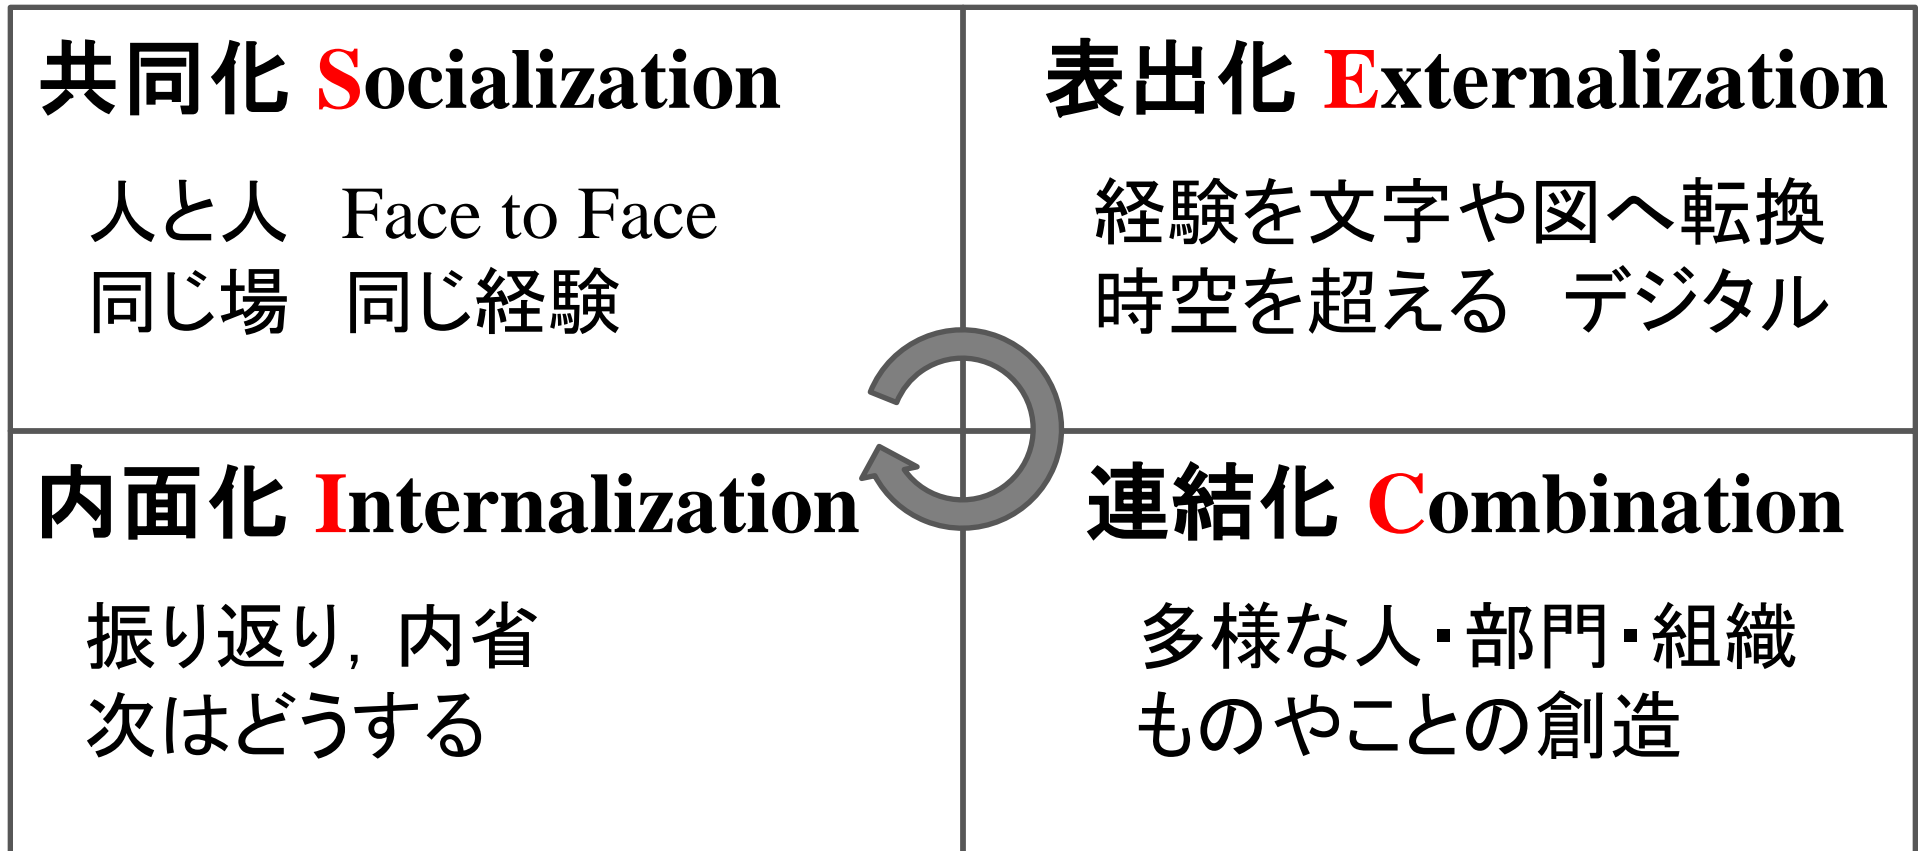 共同化 Socialization
人と人　Face to Face
同じ場　同じ経験
表出化 Externalization
経験を文字や図へ転換
時空を超える　デジタル
内面化 Internalization
振り返り，内省
次はどうする
連結化 Combination
多様な人・部門・組織
ものやことの創造